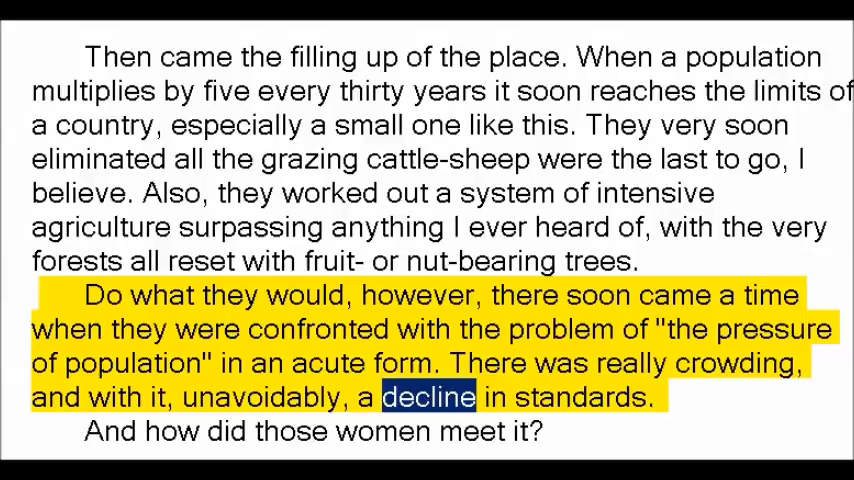 Then came the filling up of the place. When a population
multiplies by five every thirty years it soon reaches the limits of
a country, especially a small one like this. They very soon
eliminated all the grazing cattle-sheep were the last to go, I
believe. Also, they worked out a system of intensive
agriculture surpassing anything I ever heard of, with the very
forests all reset with fruit- or nut-bearing trees.
Do what they would, however, there soon came a time
when they were confronted with the problem of "the pressure
of population" in an acute form. There was really crowding,
and with it, unavoidably, a decline in standards.
And how did those women meet it?